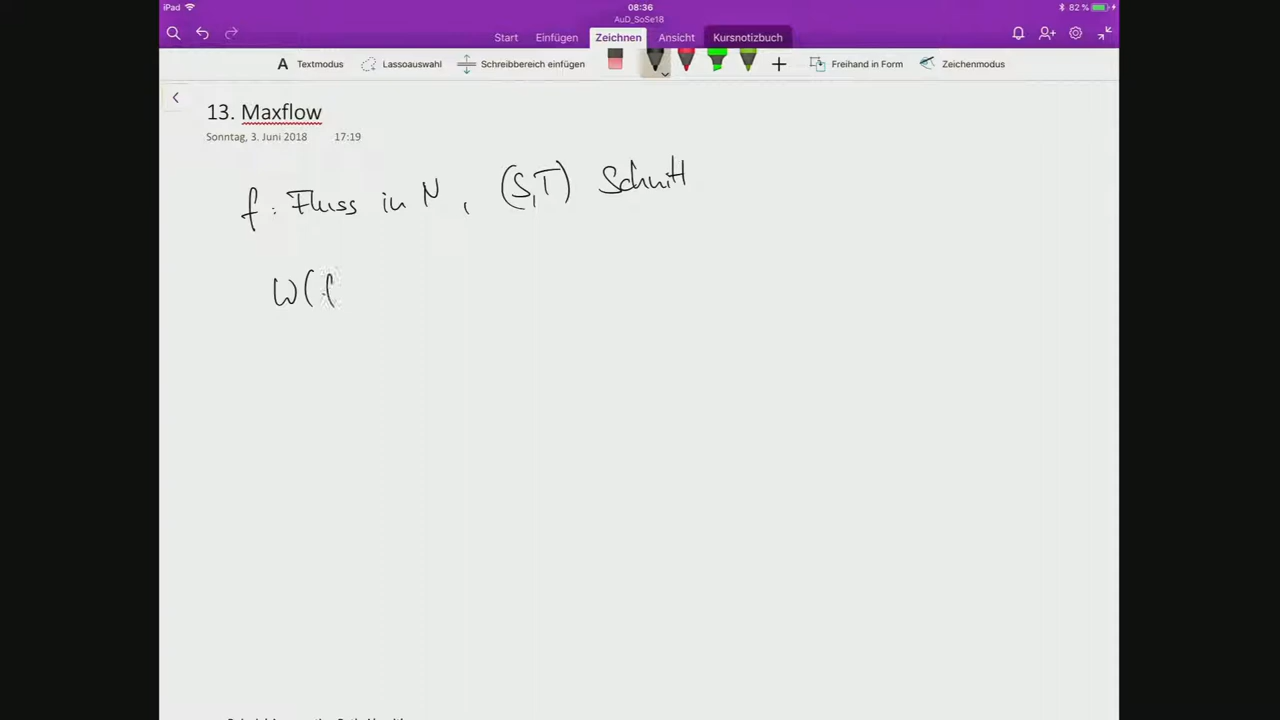 iPad 08:36 82 %
AuD_SoSe18
Start Einfügen Zeichnen Ansicht Kursnotizbuch
A Textmodus Lassoauswahl Schreibbereich einfügen Freihand in Form Zeichenmodus
13. Maxflow
Sonntag, 3. Juni 2018 17:19
f: Fluss in N, (S,T) Schnitt
W(f